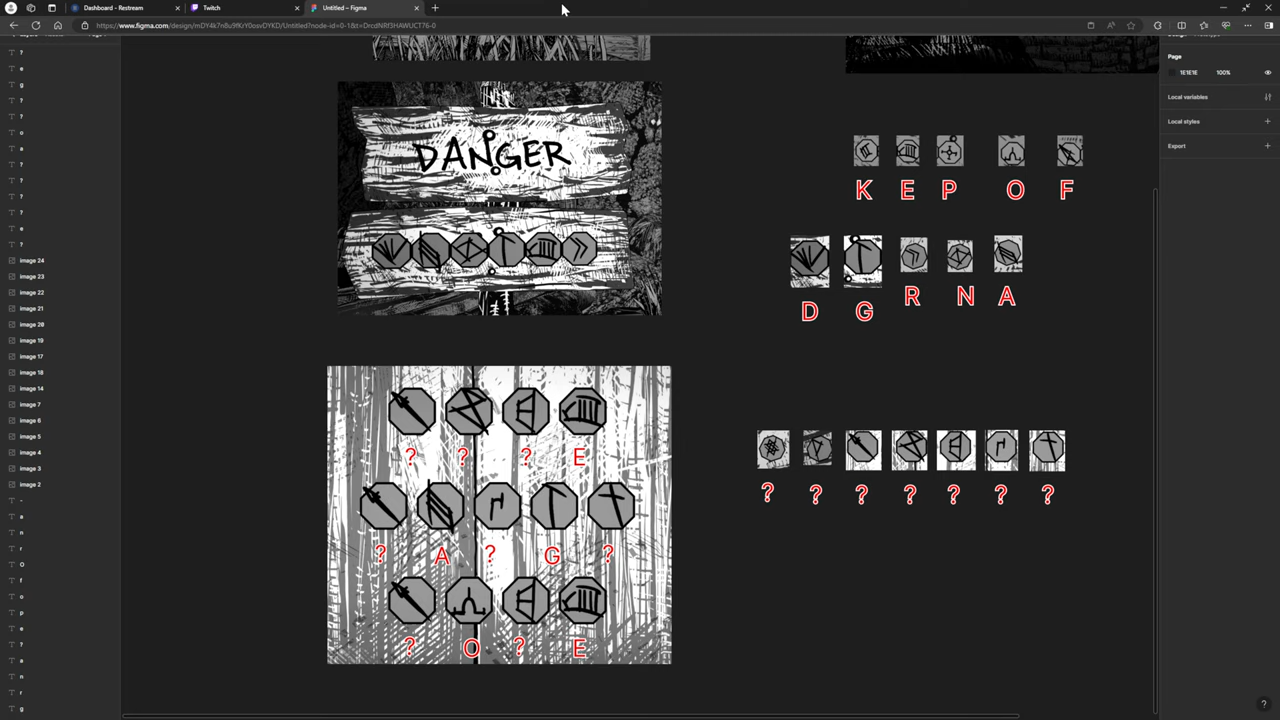 Dashboard - Restream
Twitch
Untitled – Figma
Page
1E1E1E 100%
Local variables
Local styles
Export
?
e
g
?
?
o
a
?
?
?
?
e
?
image 24
image 23
image 22
image 21
image 20
image 19
image 17
image 18
image 14
image 7
image 6
image 5
image 4
image 3
image 2
-
a
n
r
O
f
o
p
e
?
a
n
r
g
DANGER
K E P O F
D G R N A
? ? ? E
? A ? G ?
? O ? E
? ? ? ? ? ? ?
?